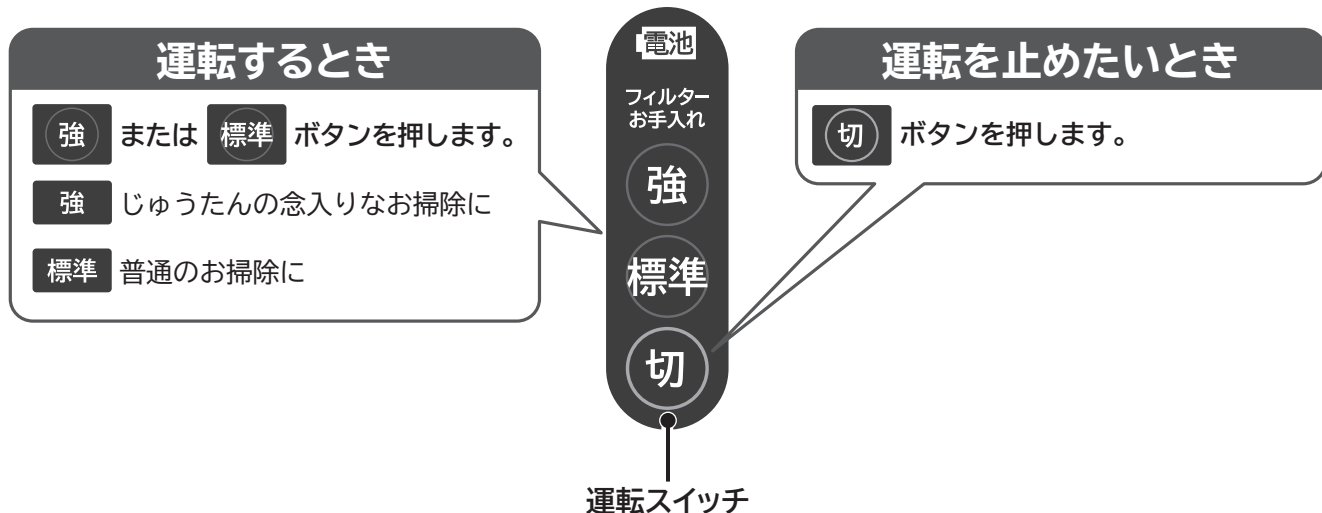 運転するとき
強 または 標準 ボタンを押します。
強 じゅうたんの念入りなお掃除に
標準 普通のお掃除に
電池
フィルター
お手入れ
強
標準
切
運転スイッチ
運転を止めたいとき
切 ボタンを押します。